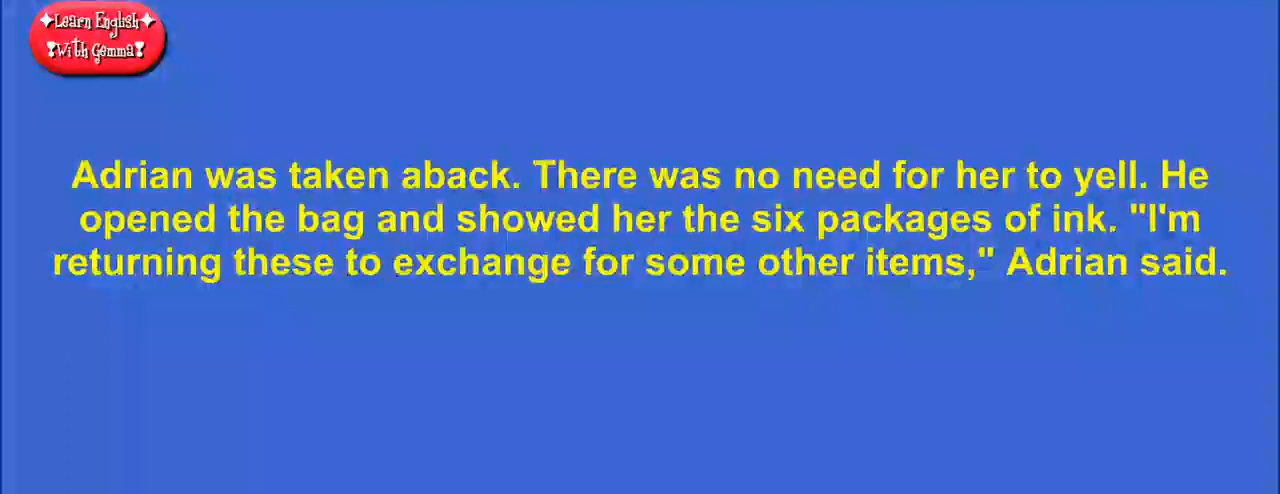 ✦Learn English✦
❢With Gemma❢
Adrian was taken aback. There was no need for her to yell. He
opened the bag and showed her the six packages of ink. "I'm
returning these to exchange for some other items," Adrian said.